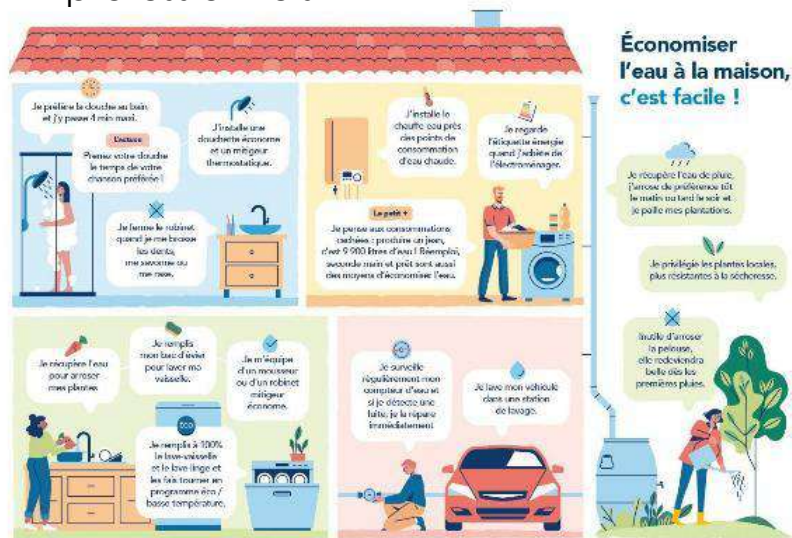 Économiser
l'eau à la maison,
c'est facile !
Je préfère la douche au bain
et j'y passe 4 min maxi.
L'astuce
Prenez votre douche
le temps de votre
chanson préférée !
J'installe une
douchette économe
et un mitigeur
thermostatique.
Je ferme le robinet
quand je me brosse
les dents,
me savonne ou
me rase.
J'installe le
chauffe eau près
des points de
consommation
d'eau chaude.
Je regarde
l'étiquette énergie
quand j'achète de
l'électroménager.
Le petit +
Je pense aux consommations
cachées : produire un jean,
c'est 9 900 litres d'eau ! Réemploi,
seconde main et prêt sont aussi
des moyens d'économiser l'eau.
Je récupère l'eau de pluie,
j'arrose de préférence tôt
le matin ou tard le soir et
je paille mes plantations.
Je privilégie les plantes locales,
plus résistantes à la sécheresse.
Inutile d'arroser
la pelouse,
elle redeviendra
belle dès les
premières pluies.
Je récupère l'eau
pour arroser
mes plantes
Je remplis
mon bac d'évier
pour laver ma
vaisselle.
Je m'équipe
d'un mousseur
ou d'un robinet
mitigeur
économe.
eco
Je remplis à 100%
le lave-vaisselle
et le lave-linge et
les fais tourner en
programme éco /
basse température.
Je surveille
régulièrement mon
compteur d'eau et
si je détecte une
fuite, je la répare
immédiatement
Je lave mon véhicule
dans une station
de lavage.